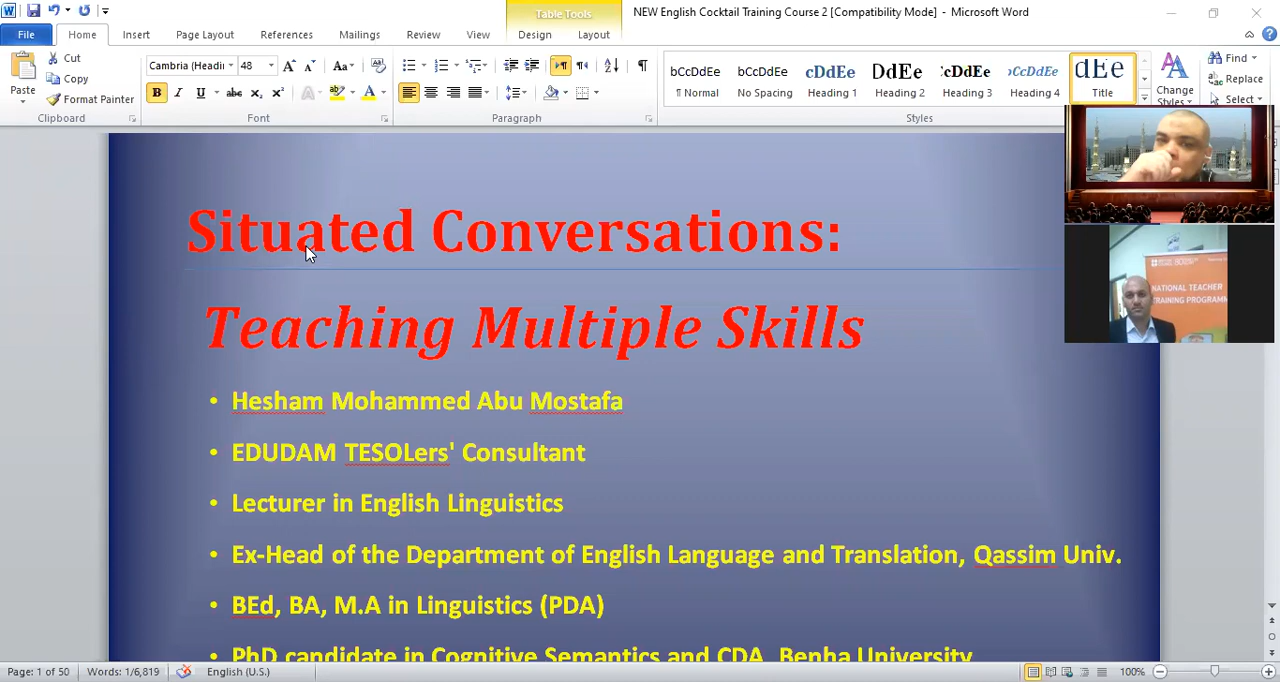 Table Tools
NEW English Cocktail Training Course 2 [Compatibility Mode] - Microsoft Word
File Home Insert Page Layout References Mailings Review View Design Layout
Cut
Copy
Format Painter
Paste
Clipboard
Cambria (Headin 48
Font
Paragraph
bCcDdEe cDdEe DdEe :cDdEe bCcDdEe dEe
¶ Normal No Spacing Heading 1 Heading 2 Heading 3 Heading 4 Title
Styles
Change
Styles
Find
Replace
Select
NATIONAL TEACHER
TRAINING PROGRAMM
Situated Conversations:
Teaching Multiple Skills
• Hesham Mohammed Abu Mostafa
• EDUDAM TESOLers' Consultant
• Lecturer in English Linguistics
• Ex-Head of the Department of English Language and Translation, Qassim Univ.
• BEd, BA, M.A in Linguistics (PDA)
• PhD candidate in Cognitive Semantics and CDA, Benha University
Page: 1 of 50 Words: 1/6,819 English (U.S.) 100%